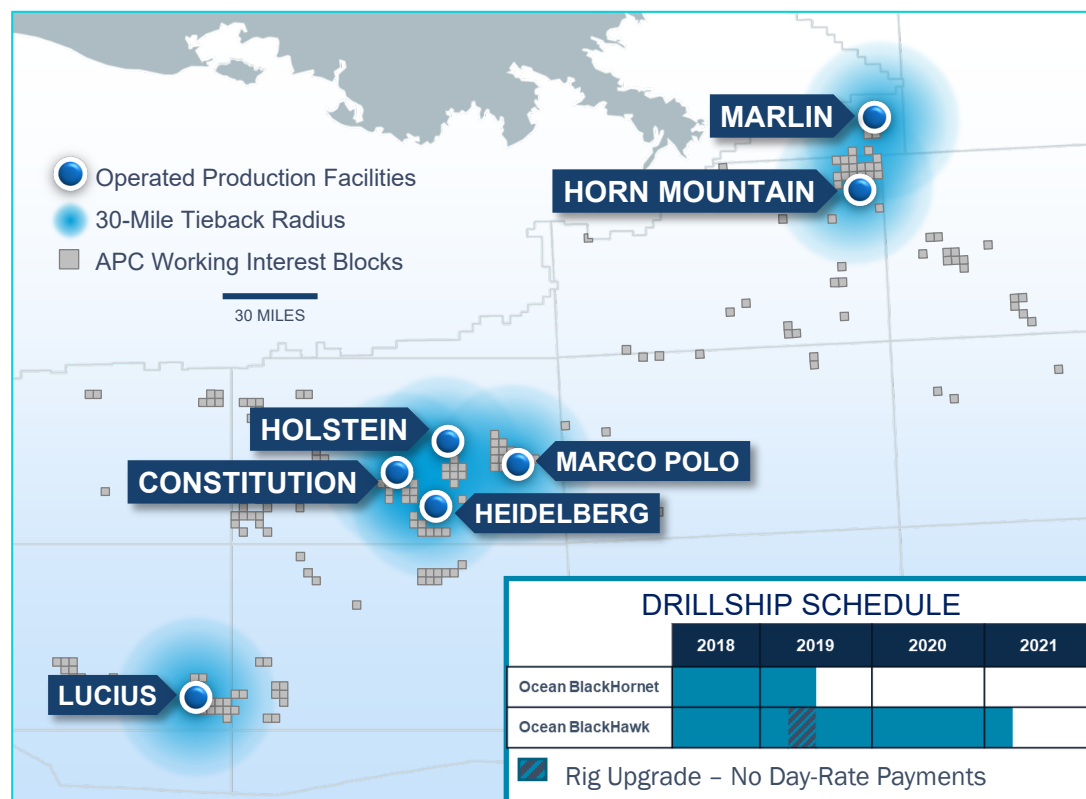 MARLIN
HORN MOUNTAIN
Operated Production Facilities
30-Mile Tieback Radius
APC Working Interest Blocks
30 MILES
HOLSTEIN
MARCO POLO
CONSTITUTION
HEIDELBERG
LUCIUS
DRILLSHIP SCHEDULE
2018 2019 2020 2021
Ocean BlackHornet
Ocean BlackHawk
Rig Upgrade – No Day-Rate Payments